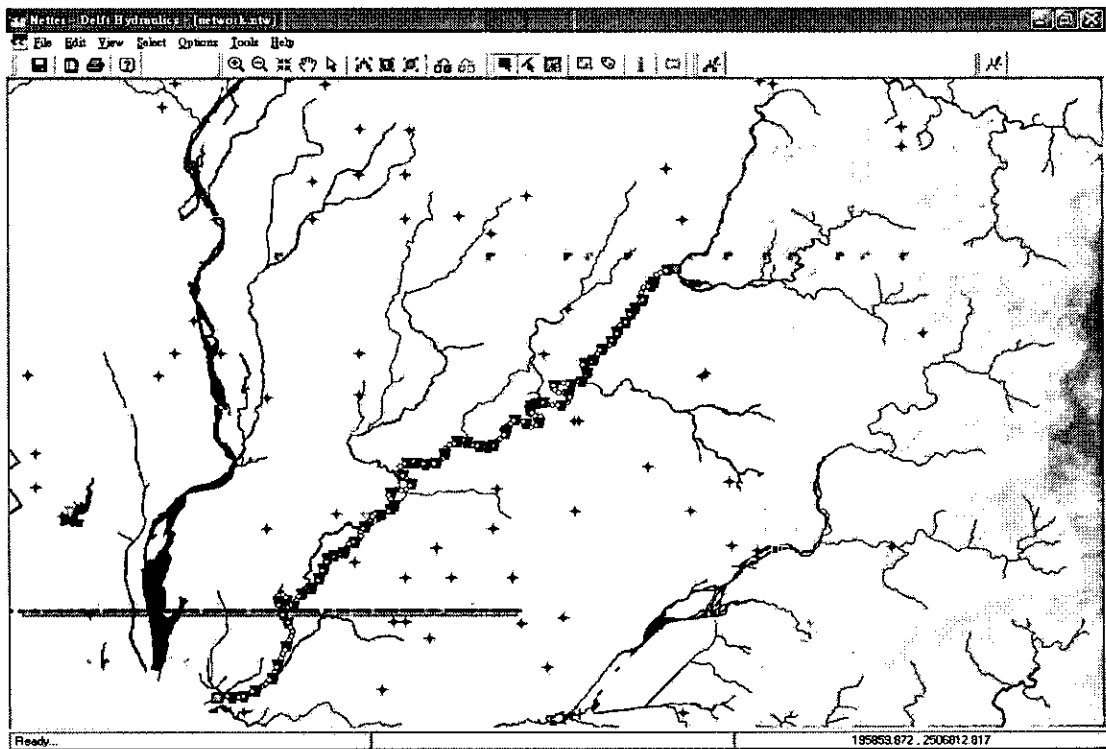 Netter - Delft Hydraulics - [network.ntw]
File Edit View Select Options Tools Help
Ready... 195859.872 , 2506812.817